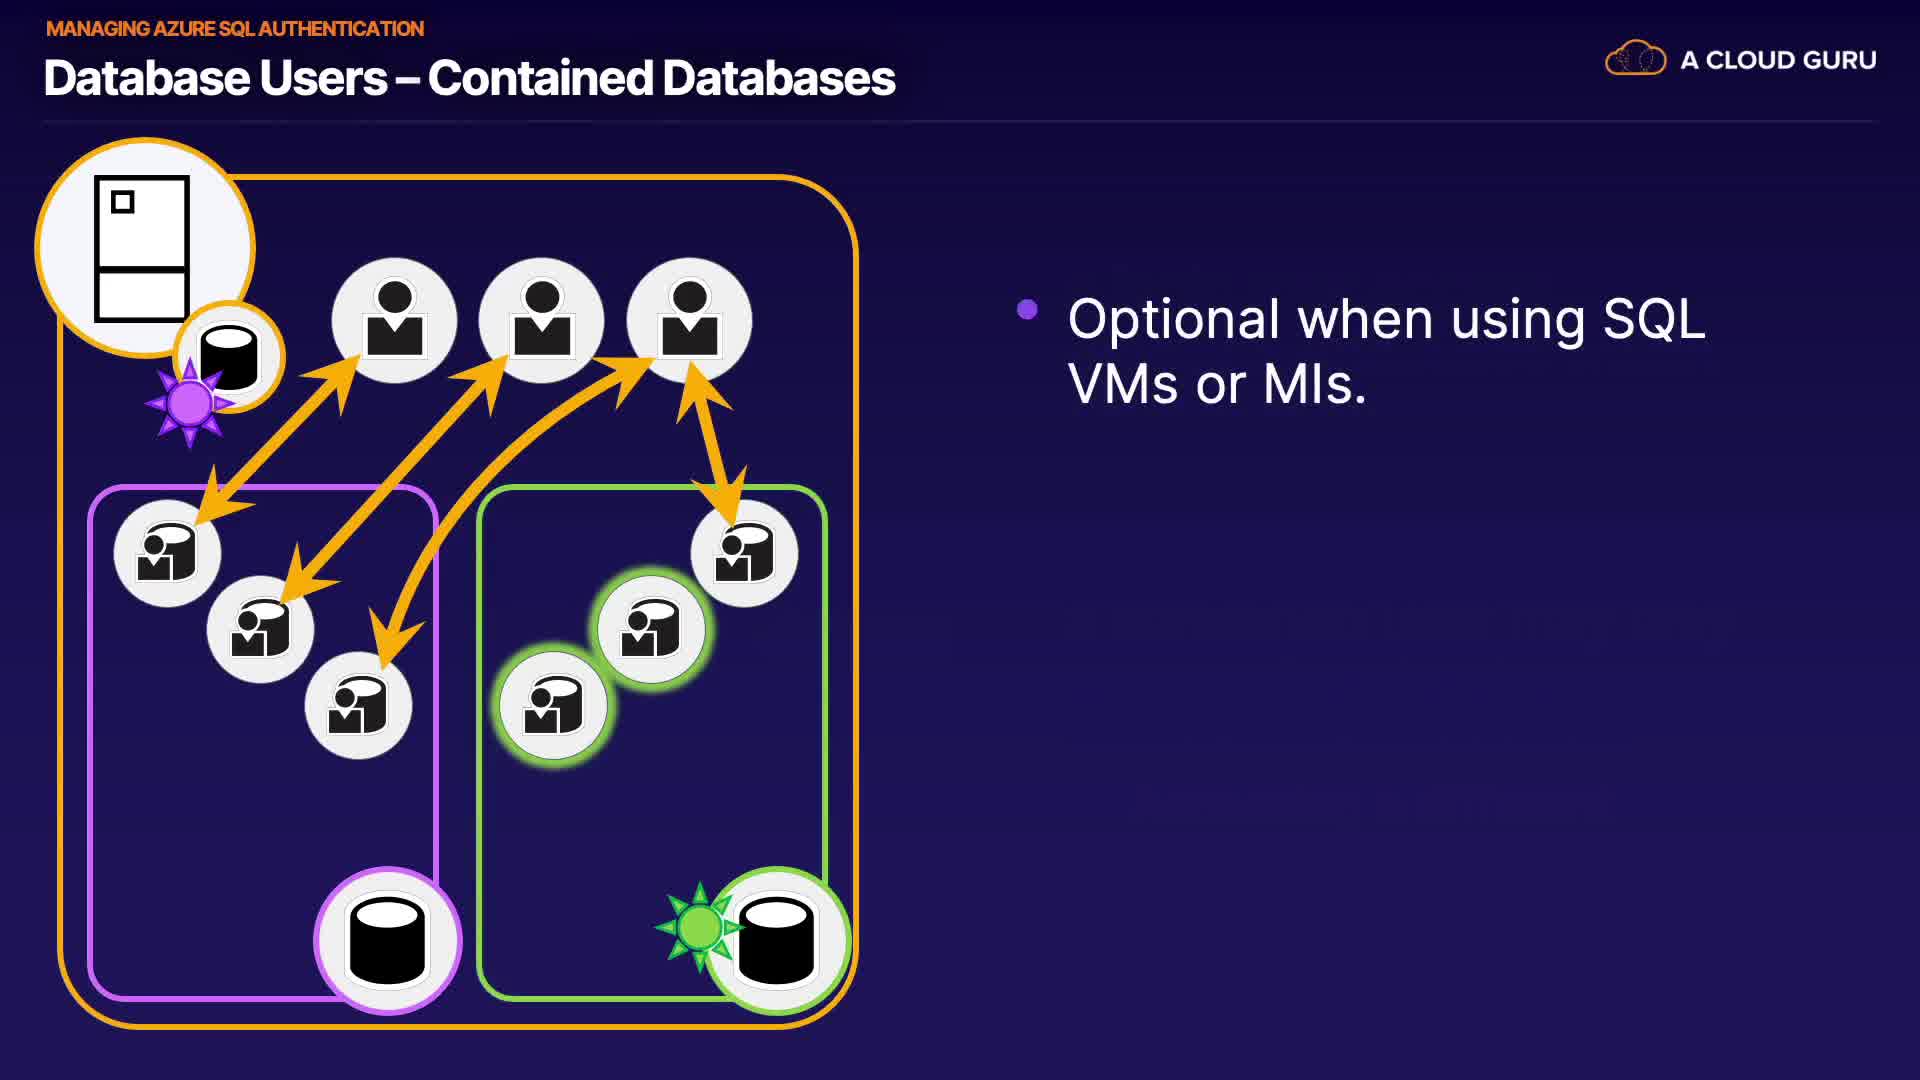 MANAGING AZURE SQL AUTHENTICATION
Database Users – Contained Databases
A CLOUD GURU
Optional when using SQL
VMs or MIs.